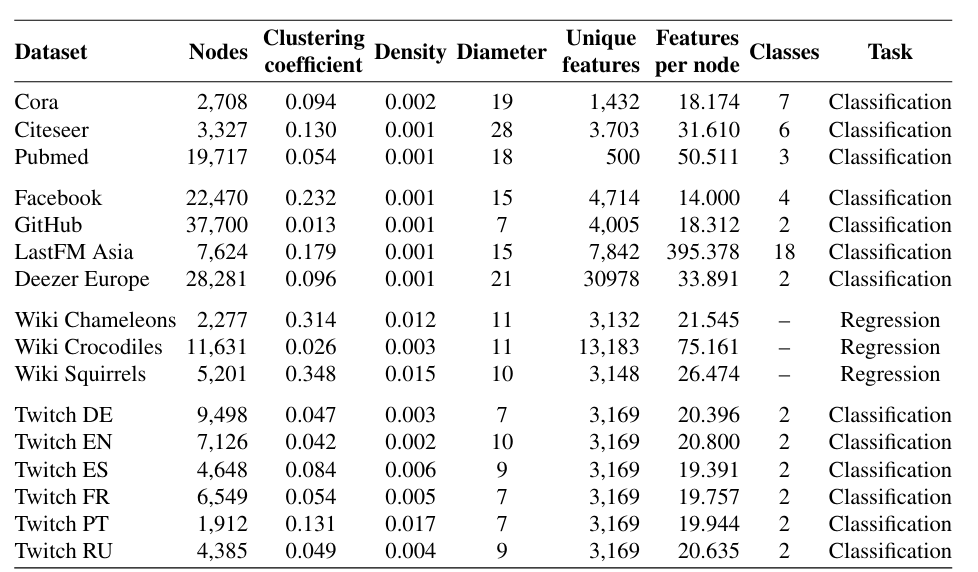 Dataset Nodes Clustering coefficient Density Diameter Unique features Features per node Classes Task
Cora 2,708 0.094 0.002 19 1,432 18.174 7 Classification
Citeseer 3,327 0.130 0.001 28 3.703 31.610 6 Classification
Pubmed 19,717 0.054 0.001 18 500 50.511 3 Classification
Facebook 22,470 0.232 0.001 15 4,714 14.000 4 Classification
GitHub 37,700 0.013 0.001 7 4,005 18.312 2 Classification
LastFM Asia 7,624 0.179 0.001 15 7,842 395.378 18 Classification
Deezer Europe 28,281 0.096 0.001 21 30978 33.891 2 Classification
Wiki Chameleons 2,277 0.314 0.012 11 3,132 21.545 – Regression
Wiki Crocodiles 11,631 0.026 0.003 11 13,183 75.161 – Regression
Wiki Squirrels 5,201 0.348 0.015 10 3,148 26.474 – Regression
Twitch DE 9,498 0.047 0.003 7 3,169 20.396 2 Classification
Twitch EN 7,126 0.042 0.002 10 3,169 20.800 2 Classification
Twitch ES 4,648 0.084 0.006 9 3,169 19.391 2 Classification
Twitch FR 6,549 0.054 0.005 7 3,169 19.757 2 Classification
Twitch PT 1,912 0.131 0.017 7 3,169 19.944 2 Classification
Twitch RU 4,385 0.049 0.004 9 3,169 20.635 2 Classification